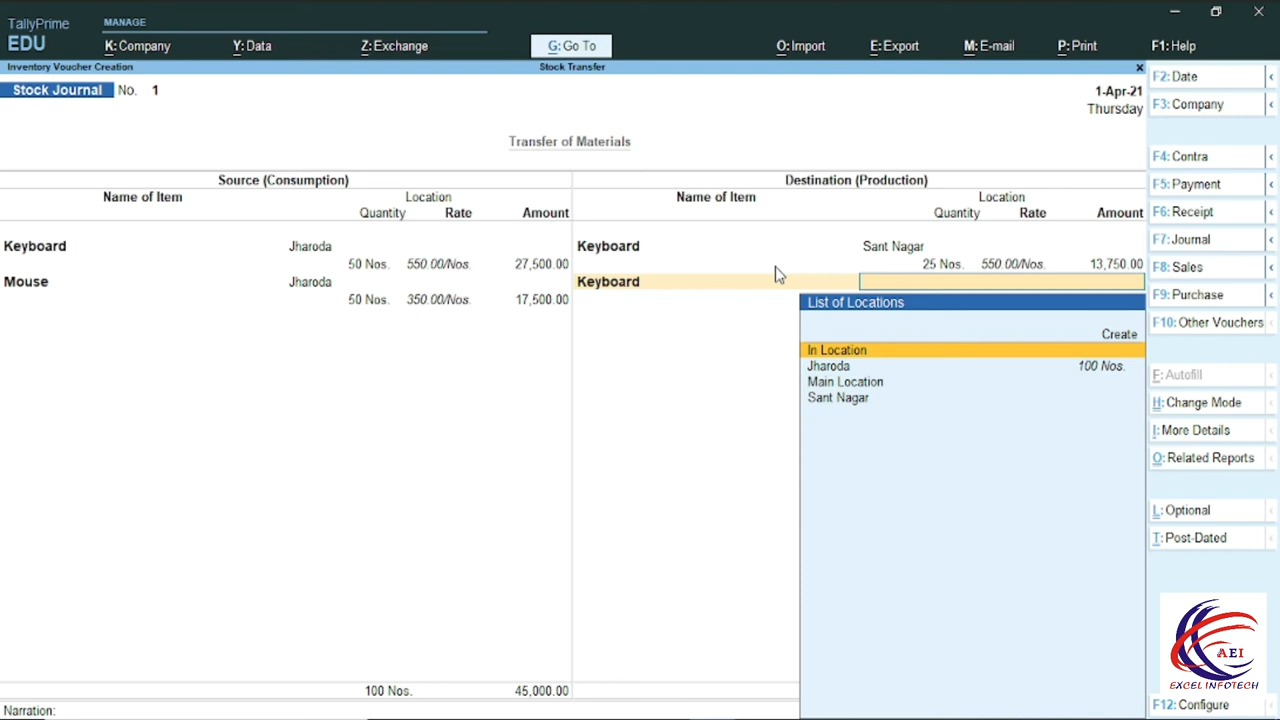 TallyPrime
EDU
MANAGE
K: Company
Y: Data
Z: Exchange
G: Go To
O: Import
E: Export
M: E-mail
P: Print
F1: Help
Inventory Voucher Creation
Stock Transfer
×
Stock Journal No. 1
1-Apr-21
Thursday
Transfer of Materials
Source (Consumption)
Destination (Production)
Name of Item
Location
Name of Item
Location
Quantity Rate Amount
Quantity Rate Amount
Keyboard Jharoda
Keyboard Sant Nagar
50 Nos. 550.00/Nos. 27,500.00
25 Nos. 550.00/Nos. 13,750.00
Mouse Jharoda
Keyboard
50 Nos. 350.00/Nos. 17,500.00
List of Locations
Create
In Location
Jharoda 100 Nos.
Main Location
Sant Nagar
100 Nos. 45,000.00
Narration:
F2: Date
F3: Company
F4: Contra
F5: Payment
F6: Receipt
F7: Journal
F8: Sales
F9: Purchase
F10: Other Vouchers
F: Autofill
H: Change Mode
I: More Details
O: Related Reports
L: Optional
T: Post-Dated
AEI
EXCEL INFOTECH
F12: Configure